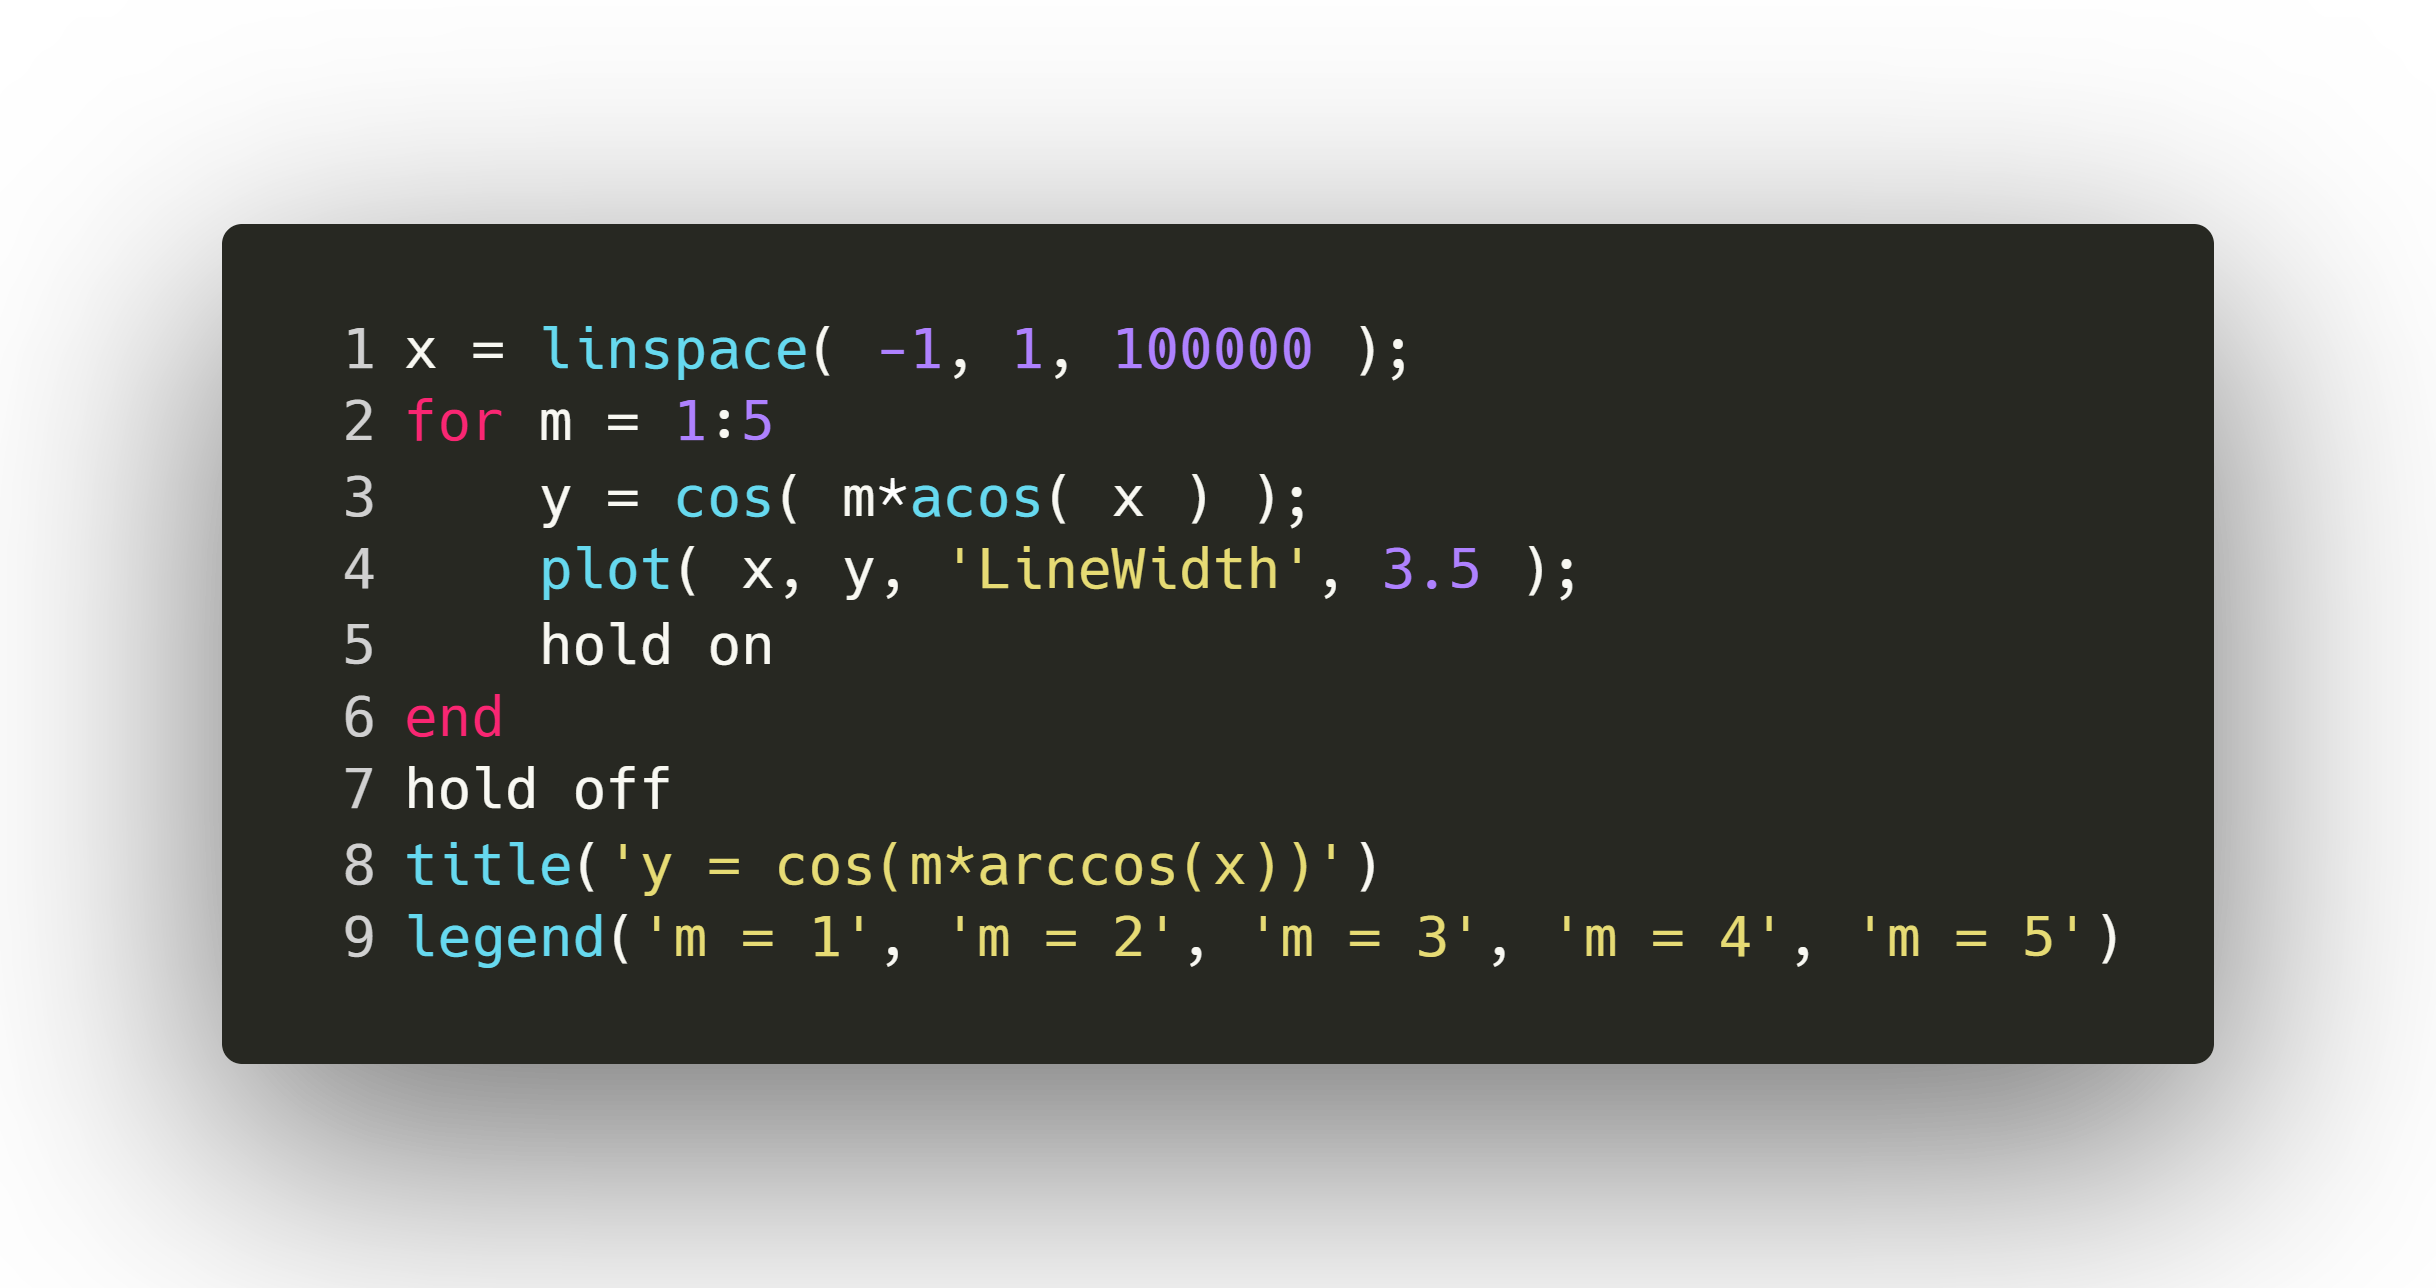 1 x = linspace( -1, 1, 100000 );
2 for m = 1:5
3     y = cos( m*acos( x ) );
4     plot( x, y, 'LineWidth', 3.5 );
5     hold on
6 end
7 hold off
8 title('y = cos(m*arccos(x))')
9 legend('m = 1', 'm = 2', 'm = 3', 'm = 4', 'm = 5')